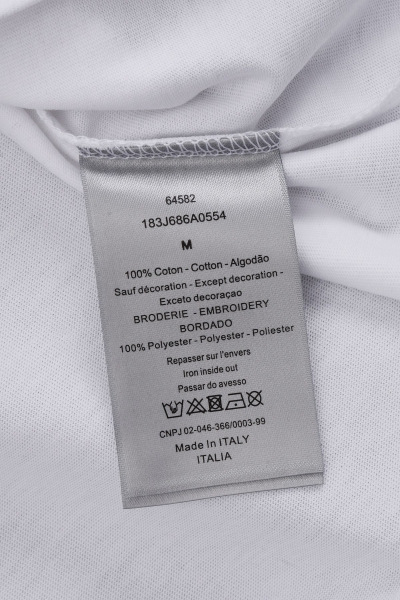 64582
183J686A0554
M
100% Coton - Cotton - Algodão
Sauf décoration - Except decoration -
Exceto decoraçao
BRODERIE - EMBROIDERY
BORDADO
100% Polyester - Polyester - Poliester
Repasser sur l'envers
Iron inside out
Passar do avesso
CNPJ 02-046-366/0003-99
Made In ITALY
ITALIA